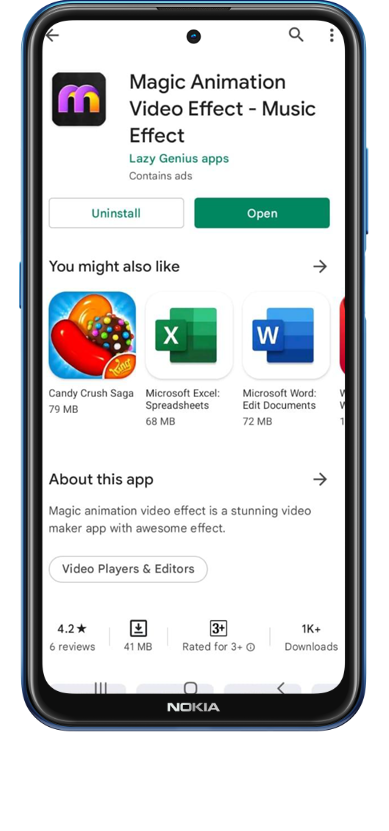 Magic Animation
Video Effect - Music
Effect
Lazy Genius apps
Contains ads
Uninstall
Open
You might also like
Candy Crush Saga
79 MB
Microsoft Excel:
Spreadsheets
68 MB
Microsoft Word:
Edit Documents
72 MB
About this app
Magic animation video effect is a stunning video
maker app with awesome effect.
Video Players & Editors
4.2★
6 reviews
41 MB
3+
Rated for 3+
1K+
Downloads
NOKIA